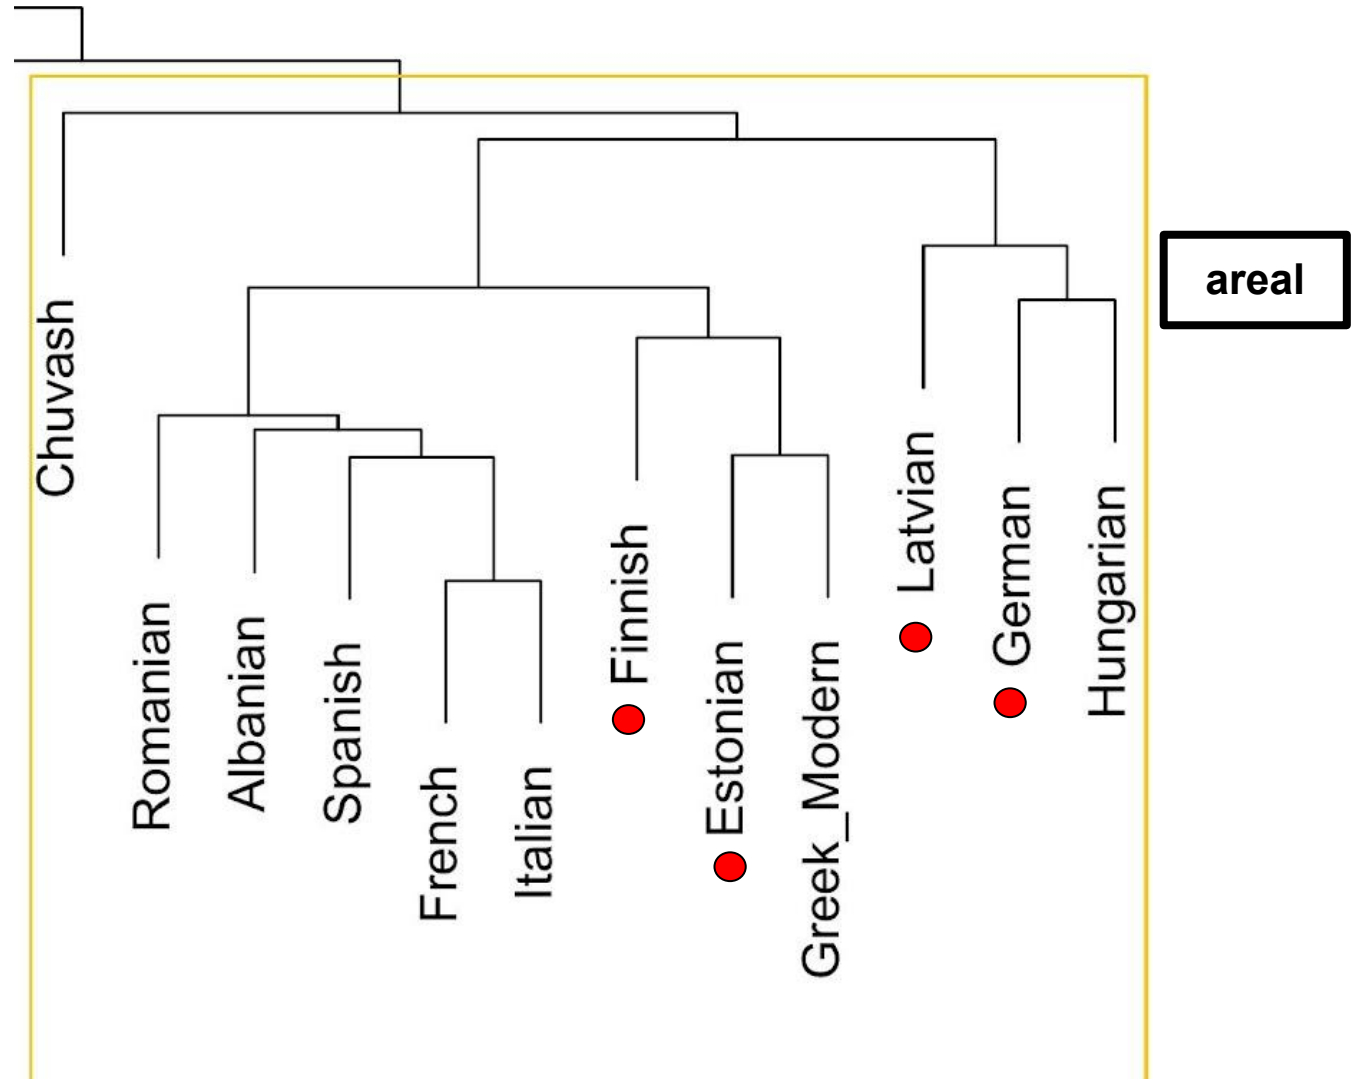 areal
Chuvash
Romanian
Albanian
Spanish
French
Italian
Finnish
Estonian
Greek_Modern
Latvian
German
Hungarian